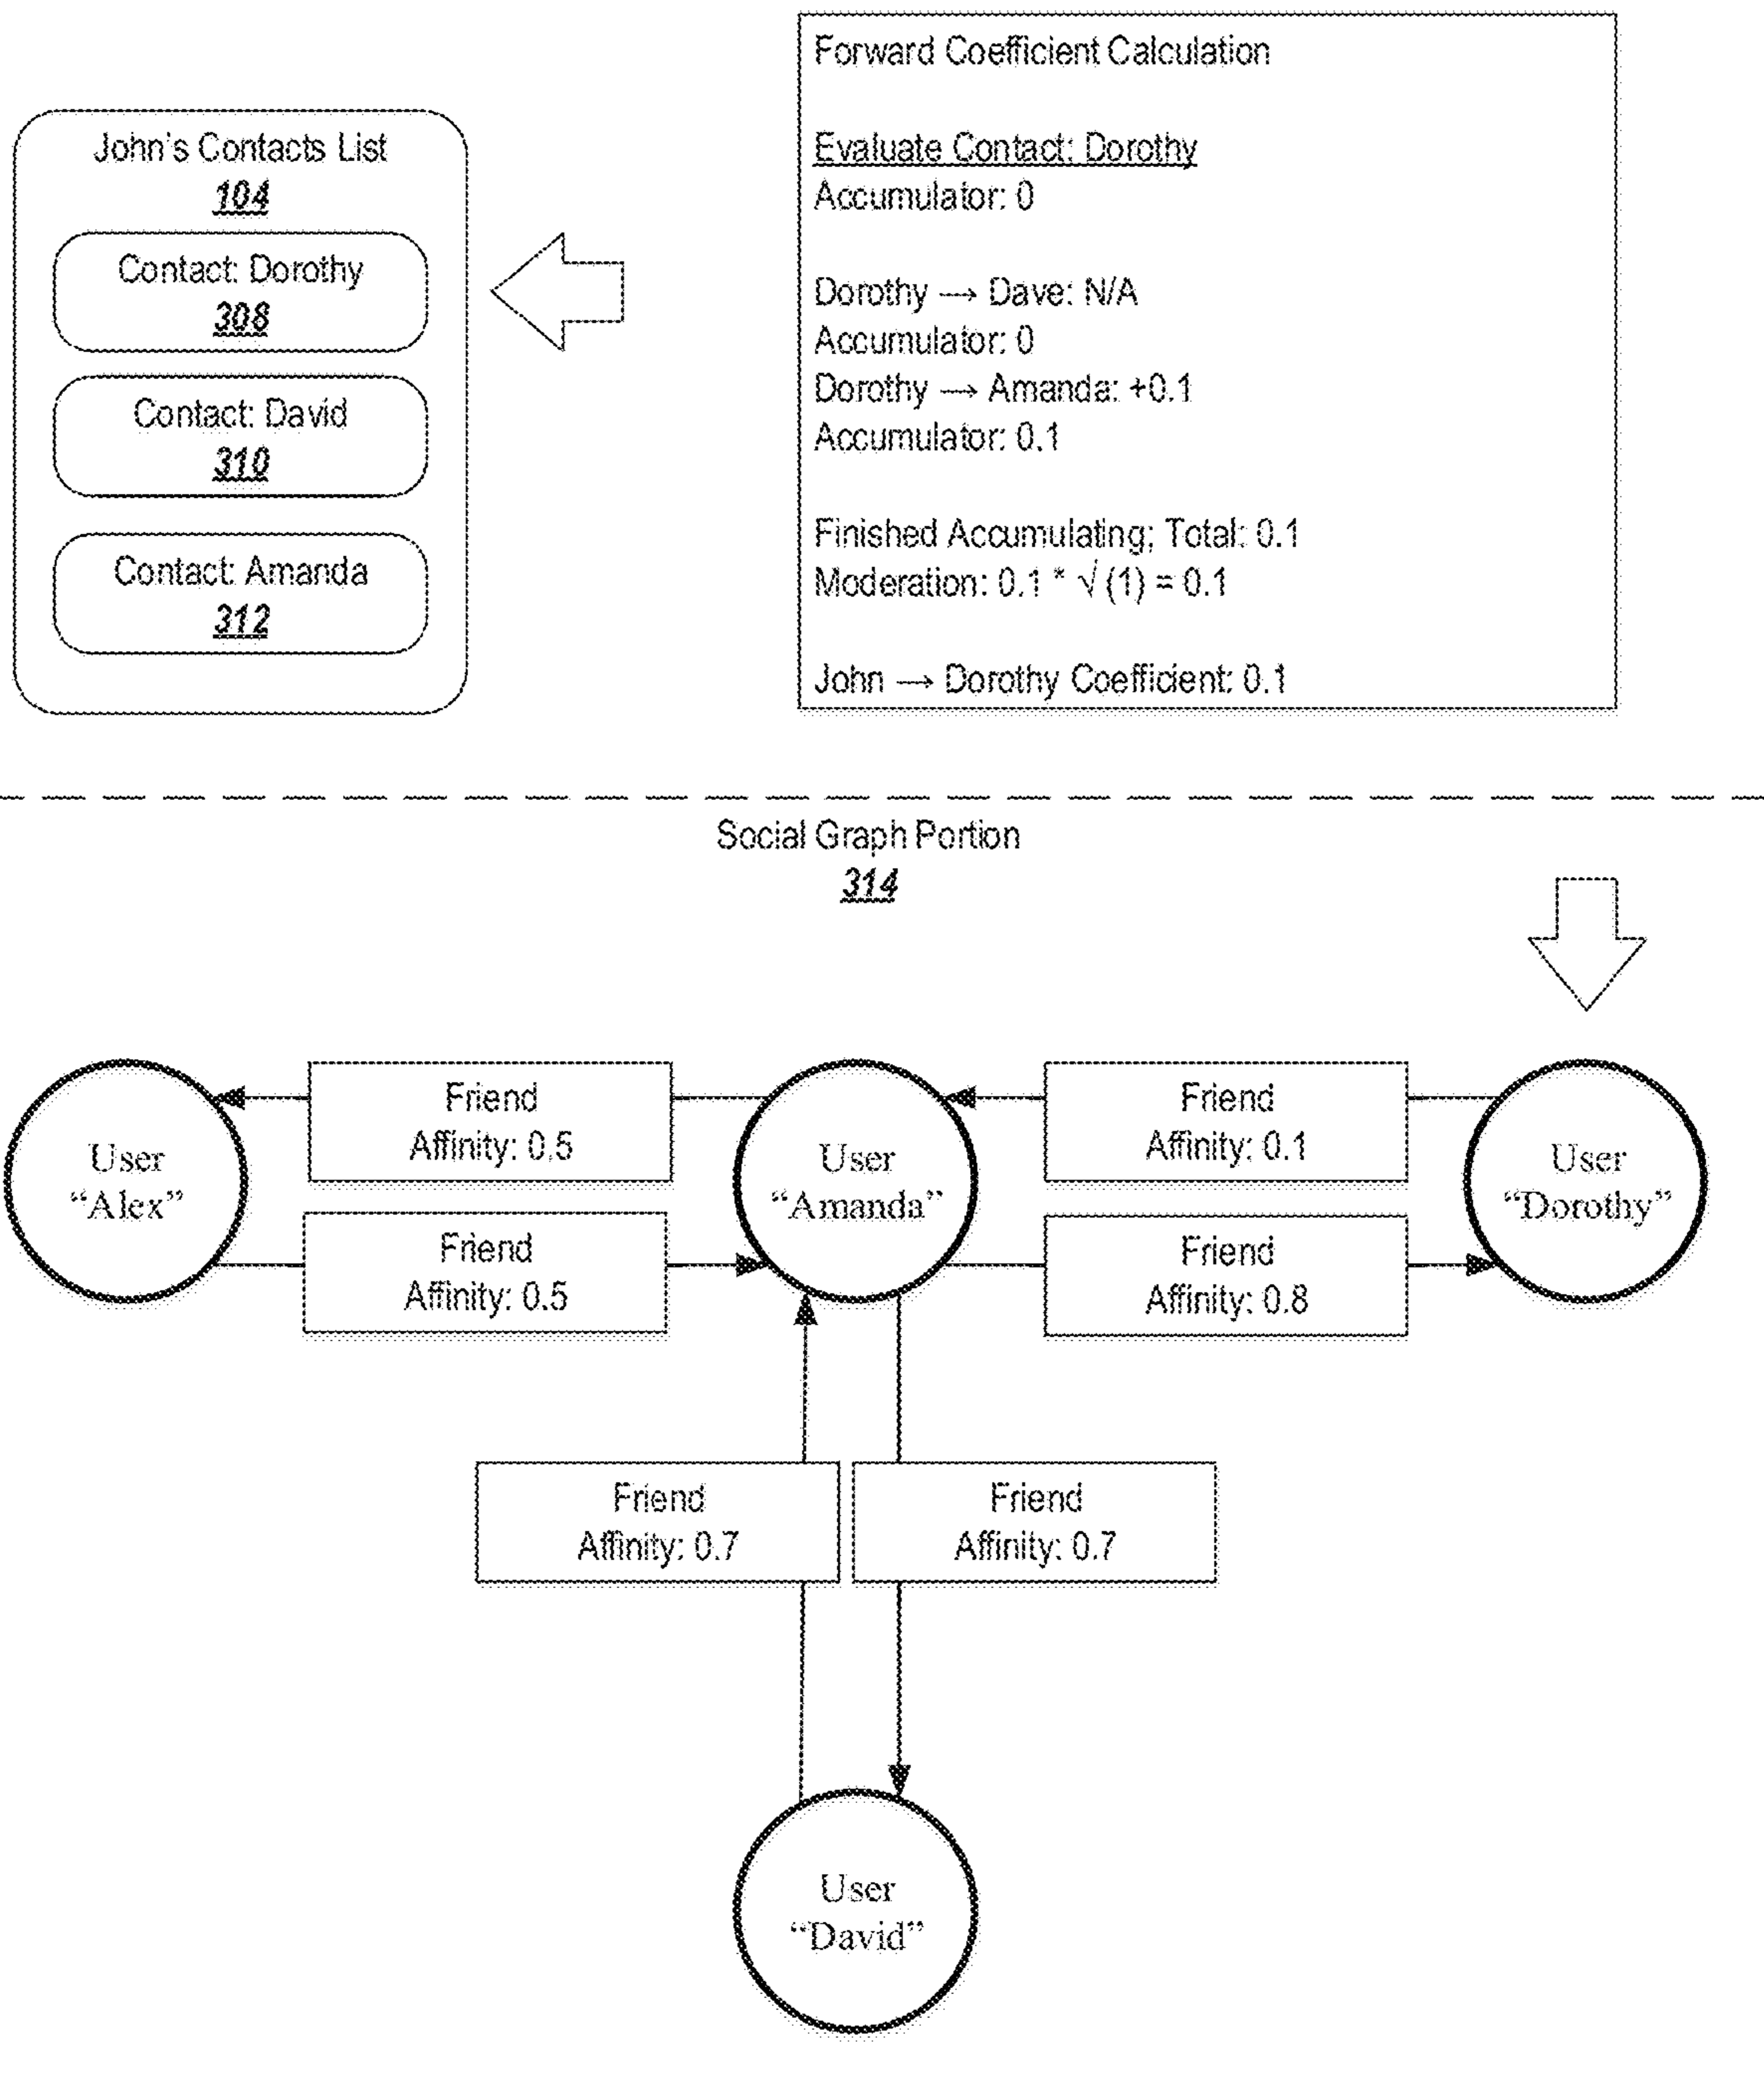 John's Contacts List
104
Contact: Dorothy
308
Contact: David
310
Contact: Amanda
312
Forward Coefficient Calculation
Evaluate Contact: Dorothy
Accumulator: 0
Dorothy → Dave: N/A
Accumulator: 0
Dorothy → Amanda: +0.1
Accumulator: 0.1
Finished Accumulating; Total: 0.1
Moderation: 0.1 * √ (1) = 0.1
John → Dorothy Coefficient: 0.1
Social Graph Portion
314
User
“Alex”
Friend
Affinity: 0.5
Friend
Affinity: 0.5
User
“Amanda”
Friend
Affinity: 0.1
Friend
Affinity: 0.8
User
“Dorothy”
Friend
Affinity: 0.7
Friend
Affinity: 0.7
User
“David”